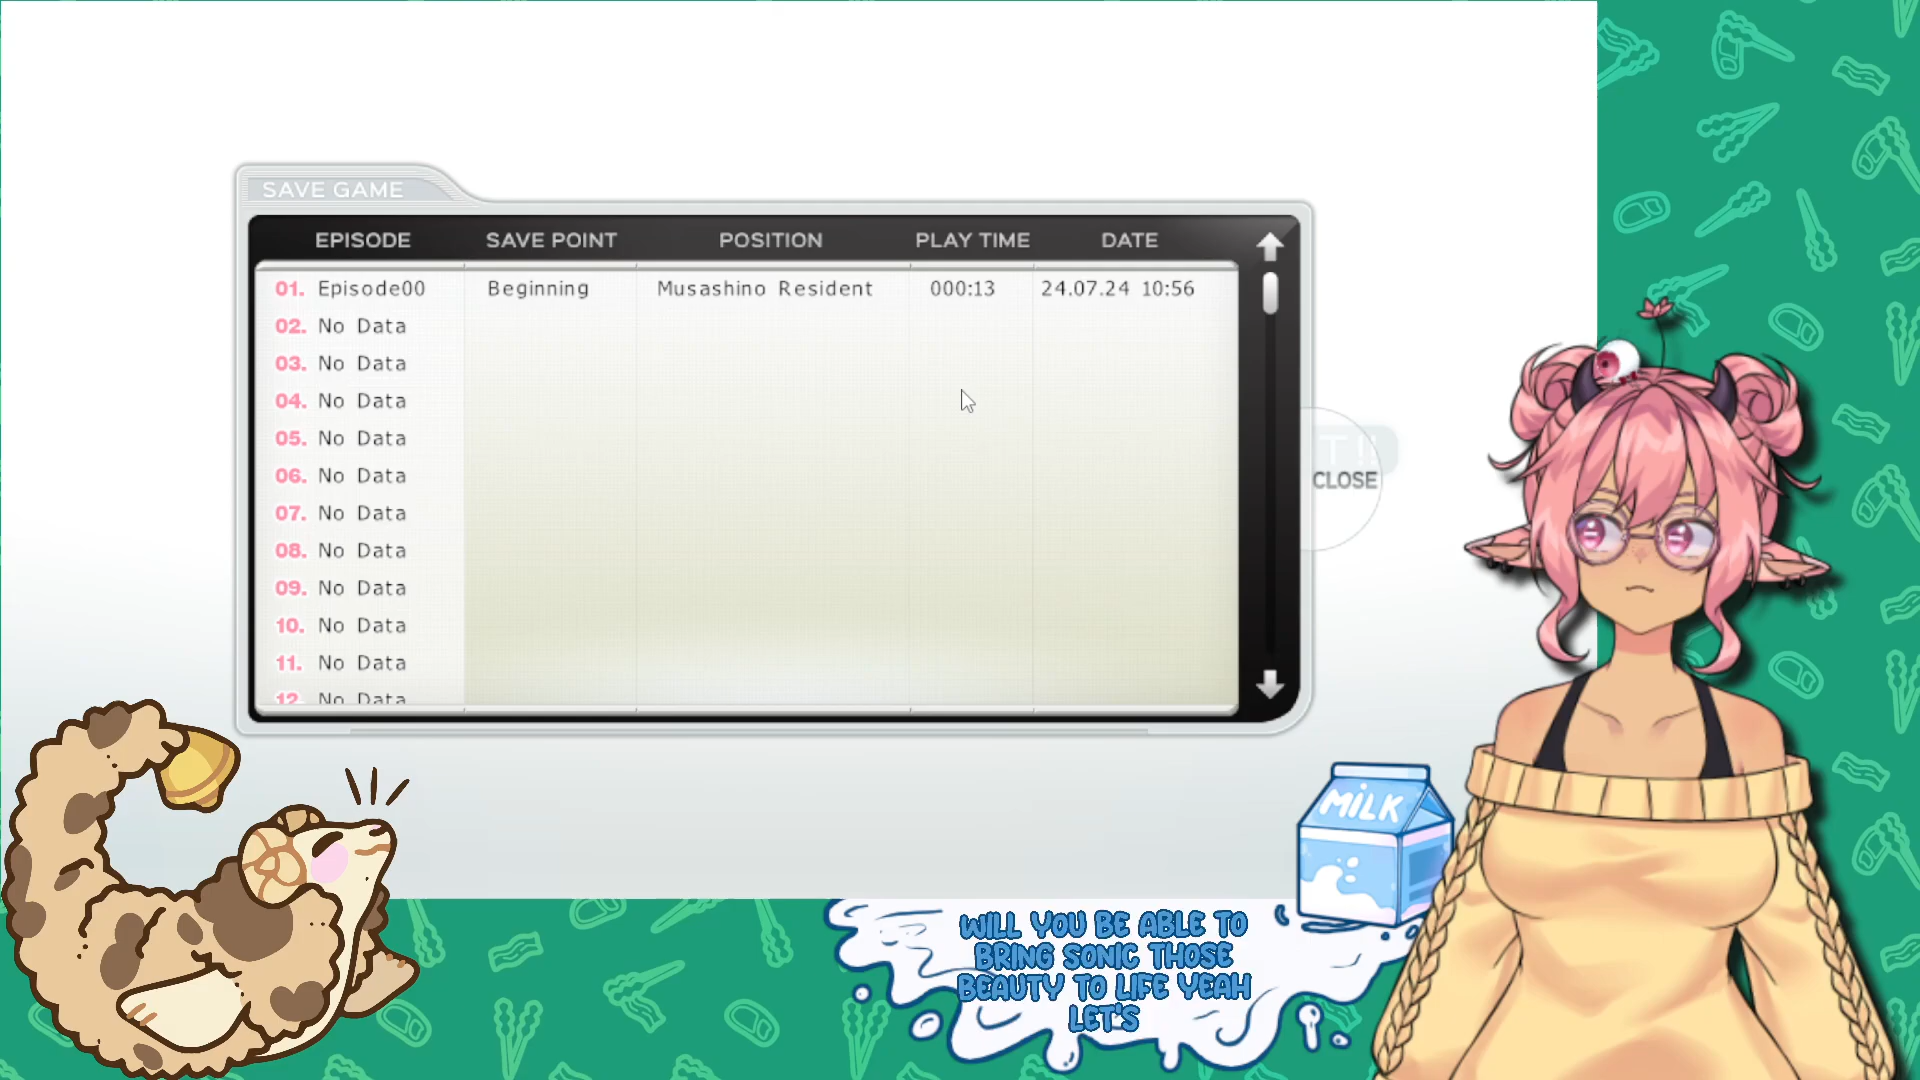 SAVE GAME
EPISODE SAVE POINT POSITION PLAY TIME DATE
01. Episode00 Beginning Musashino Resident 000:13 24.07.24 10:56
02. No Data
03. No Data
04. No Data
05. No Data
06. No Data
07. No Data
08. No Data
09. No Data
10. No Data
11. No Data
12. No Data
T !!
CLOSE
MILK
WILL YOU BE ABLE TO
BRING SONIC THOSE
BEAUTY TO LIFE YEAH
LET'S